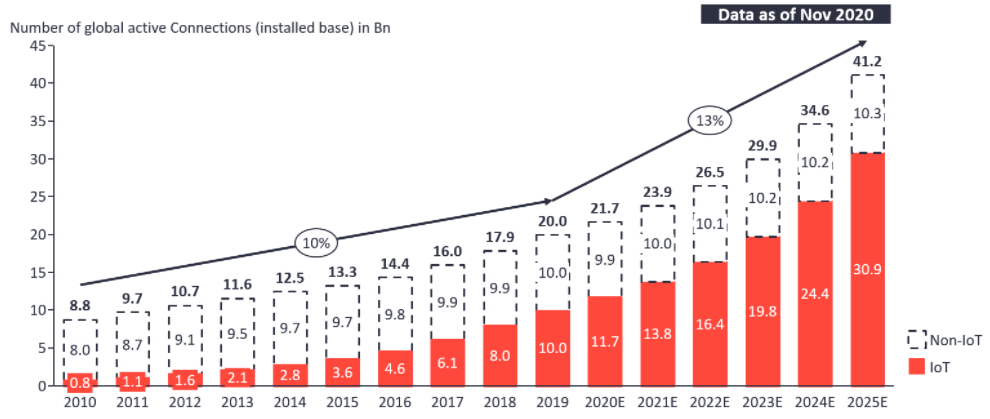 Data as of Nov 2020
Number of global active Connections (installed base) in Bn
45
40
35
30
25
20
15
10
5
0
10%
13%
8.8 9.7 10.7 11.6 12.5 13.3 14.4 16.0 17.9 20.0 21.7 23.9 26.5 29.9 34.6 41.2
8.0 8.7 9.1 9.5 9.7 9.7 9.8 9.9 9.9 10.0 9.9 10.0 10.1 10.2 10.2 10.3
0.8 1.1 1.6 2.1 2.8 3.6 4.6 6.1 8.0 10.0 11.7 13.8 16.4 19.8 24.4 30.9
2010 2011 2012 2013 2014 2015 2016 2017 2018 2019 2020E 2021E 2022E 2023E 2024E 2025E
Non-IoT
IoT